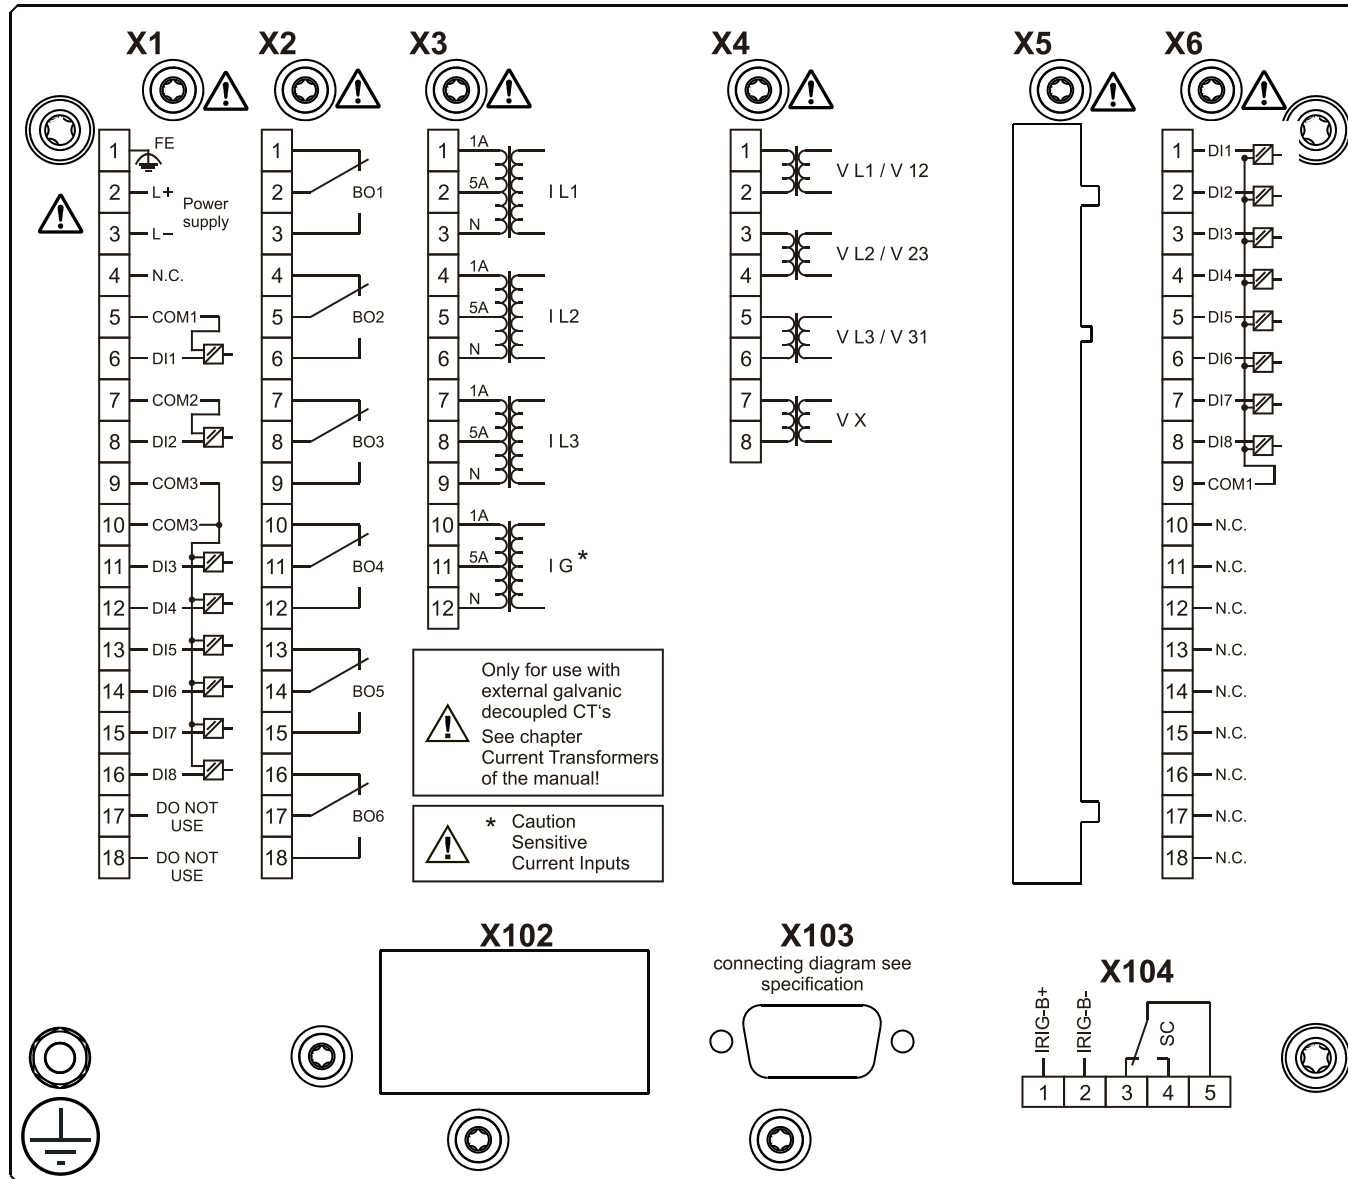 X1
X2
X3
X4
X5
X6
1 FE
2 L+
Power
supply
3 L-
4 N.C.
5 COM1
6 DI1
7 COM2
8 DI2
9 COM3
10 COM3
11 DI3
12 DI4
13 DI5
14 DI6
15 DI7
16 DI8
17 DO NOT
USE
18 DO NOT
USE
1
2 BO1
3
4
5 BO2
6
7
8 BO3
9
10
11 BO4
12
13
14 BO5
15
16
17 BO6
18
1 1A
2 5A I L1
3 N
4 1A
5 5A I L2
6 N
7 1A
8 5A I L3
9 N
10 1A
11 5A I G *
12 N
Only for use with
external galvanic
decoupled CT's
See chapter
Current Transformers
of the manual!
* Caution
Sensitive
Current Inputs
1
V L1 / V 12
2
3
V L2 / V 23
4
5
V L3 / V 31
6
7
V X
8
1 DI1
2 DI2
3 DI3
4 DI4
5 DI5
6 DI6
7 DI7
8 DI8
9 COM1
10 N.C.
11 N.C.
12 N.C.
13 N.C.
14 N.C.
15 N.C.
16 N.C.
17 N.C.
18 N.C.
X102
X103
connecting diagram see
specification
X104
IRIG-B+
IRIG-B-
SC
1 2 3 4 5